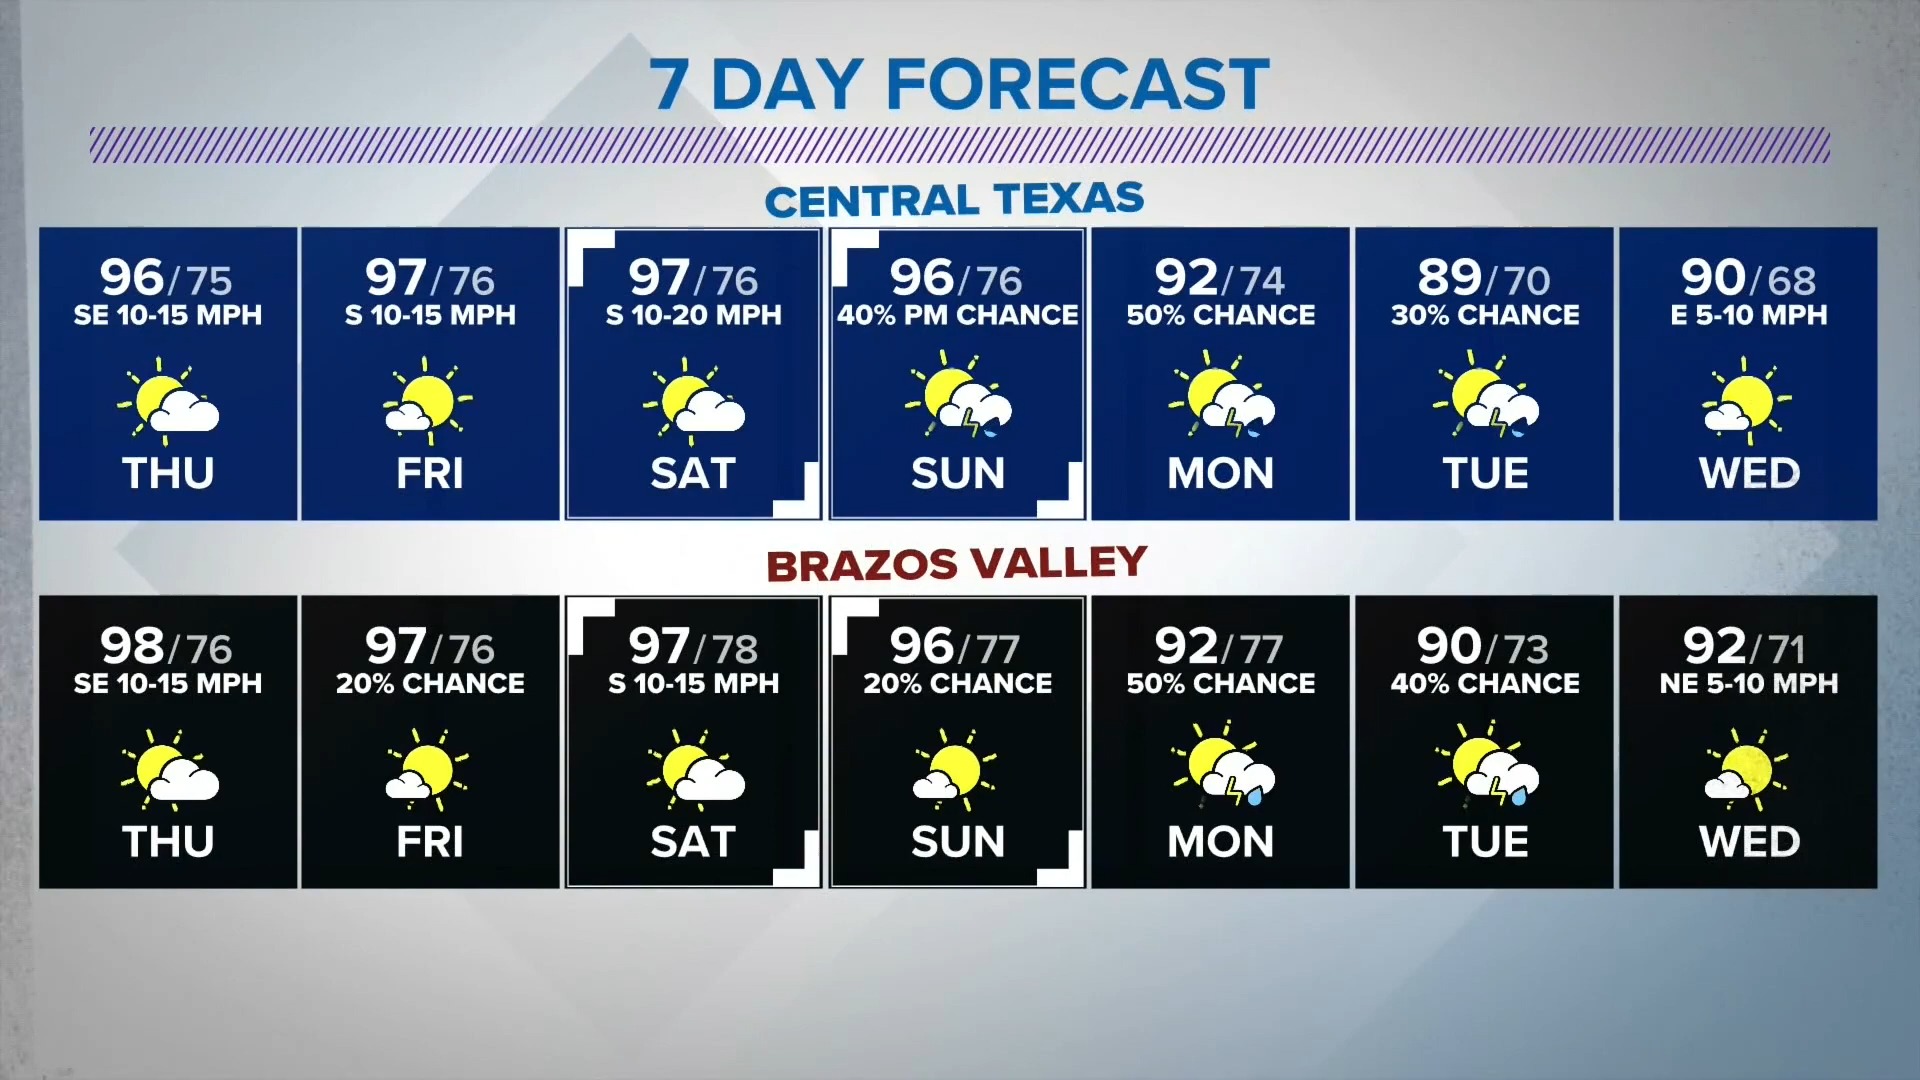 7 DAY FORECAST
CENTRAL TEXAS
96/75 97/76 97/76 96/76 92/74 89/70 90/68
SE 10-15 MPH S 10-15 MPH S 10-20 MPH 40% PM CHANCE 50% CHANCE 30% CHANCE E 5-10 MPH
THU FRI SAT SUN MON TUE WED
BRAZOS VALLEY
98/76 97/76 97/78 96/77 92/77 90/73 92/71
SE 10-15 MPH 20% CHANCE S 10-15 MPH 20% CHANCE 50% CHANCE 40% CHANCE NE 5-10 MPH
THU FRI SAT SUN MON TUE WED